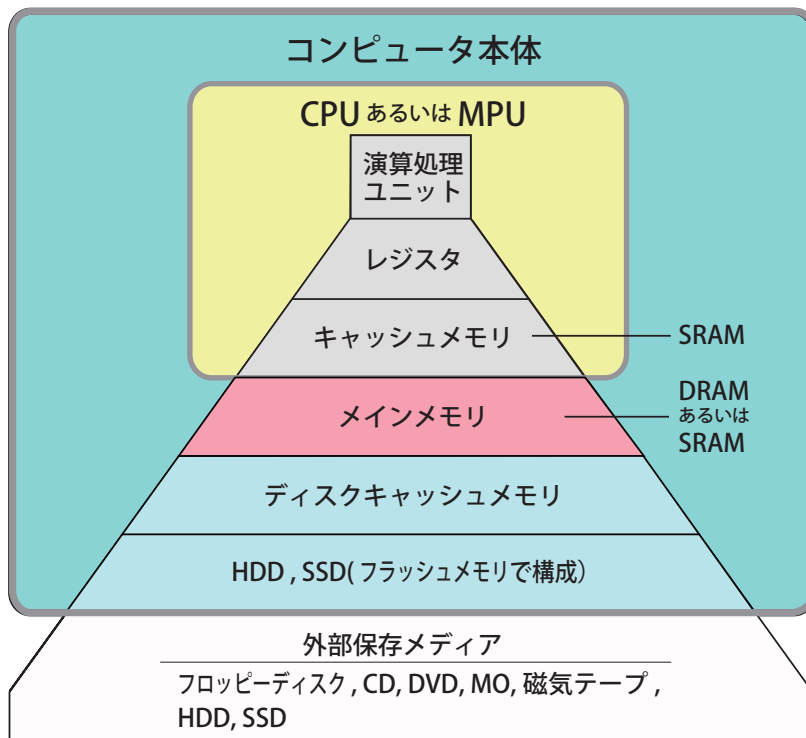 コンピュータ本体
CPU あるいは MPU
演算処理
ユニット
レジスタ
キャッシュメモリ
SRAM
メインメモリ
DRAM
あるいは
SRAM
ディスクキャッシュメモリ
HDD , SSD( フラッシュメモリで構成)
外部保存メディア
フロッピーディスク , CD, DVD, MO, 磁気テープ ,
HDD, SSD